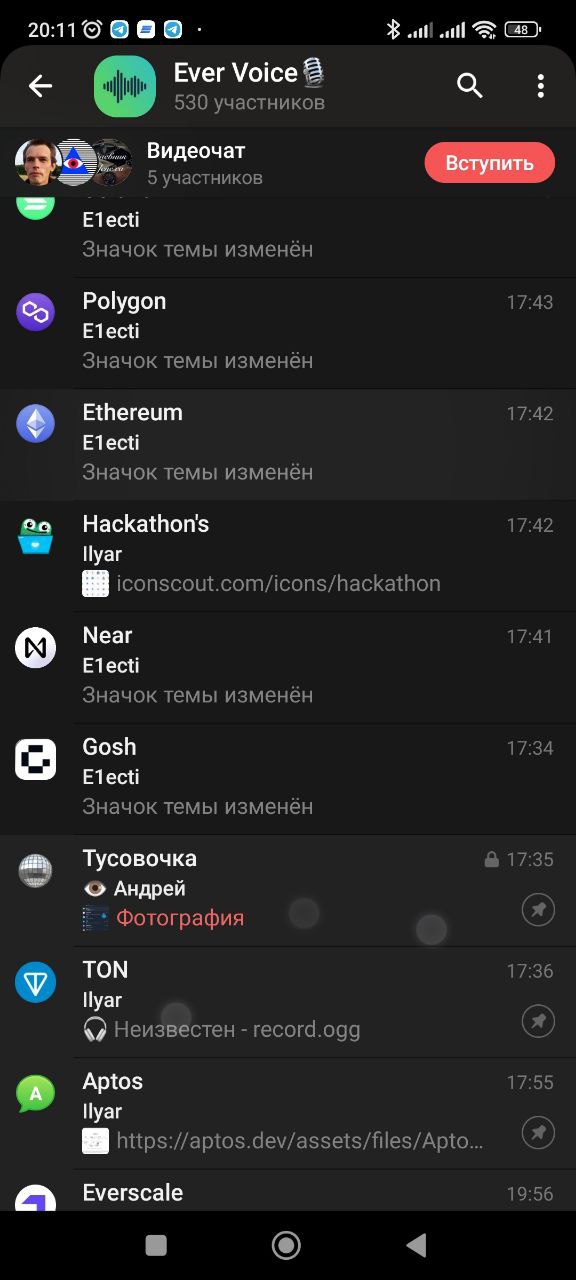 20:11
48
Ever Voice🎙
530 участников
Видеочат
5 участников
Вступить
E1ecti
Значок темы изменён
Polygon 17:43
E1ecti
Значок темы изменён
Ethereum 17:42
E1ecti
Значок темы изменён
Hackathon's 17:42
Ilyar
iconscout.com/icons/hackathon
Near 17:41
E1ecti
Значок темы изменён
Gosh 17:34
E1ecti
Значок темы изменён
Тусовочка 17:35
👁 Андрей
Фотография
TON 17:36
Ilyar
🎧 Неизвестен - record.ogg
A
Aptos 17:55
Ilyar
https://aptos.dev/assets/files/Apto...
Everscale 19:56